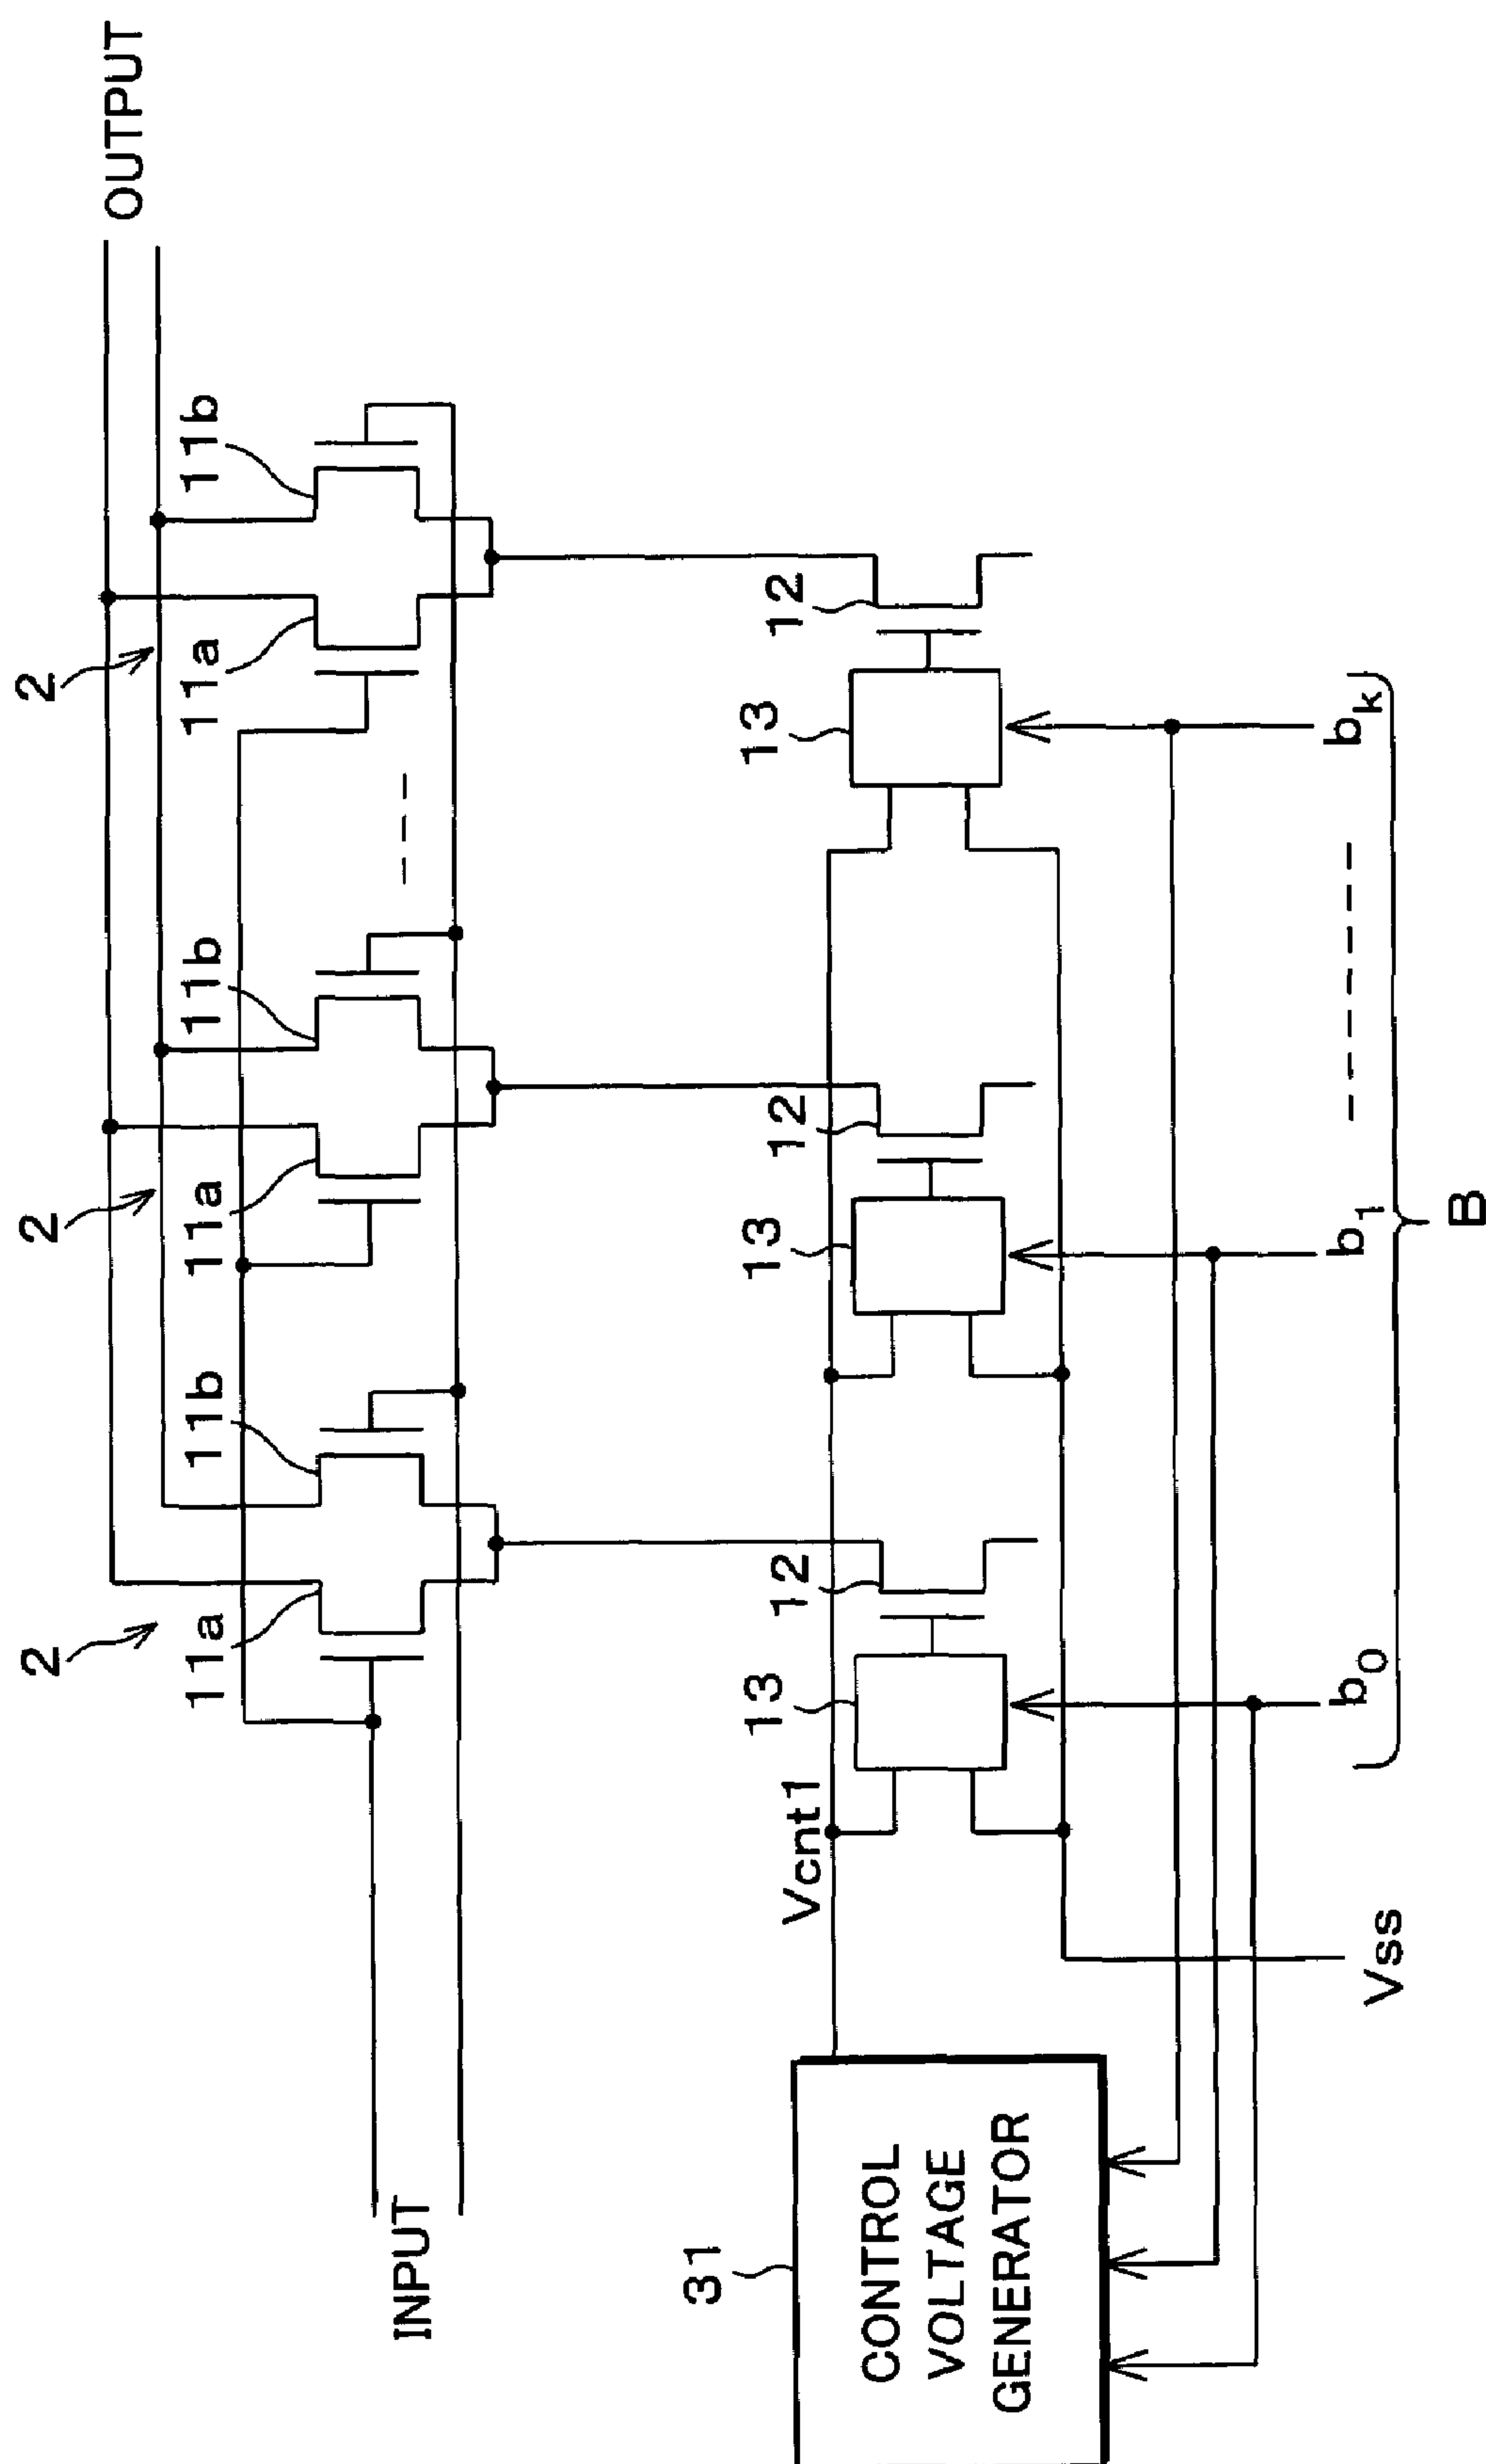 OUTPUT
2
2
2
11a
11b
11a
11b
11a
11b
INPUT
12
12
12
13
13
13
Vcnt1
31
CONTROL
VOLTAGE
GENERATOR
Vss
b0
b1
bk
B